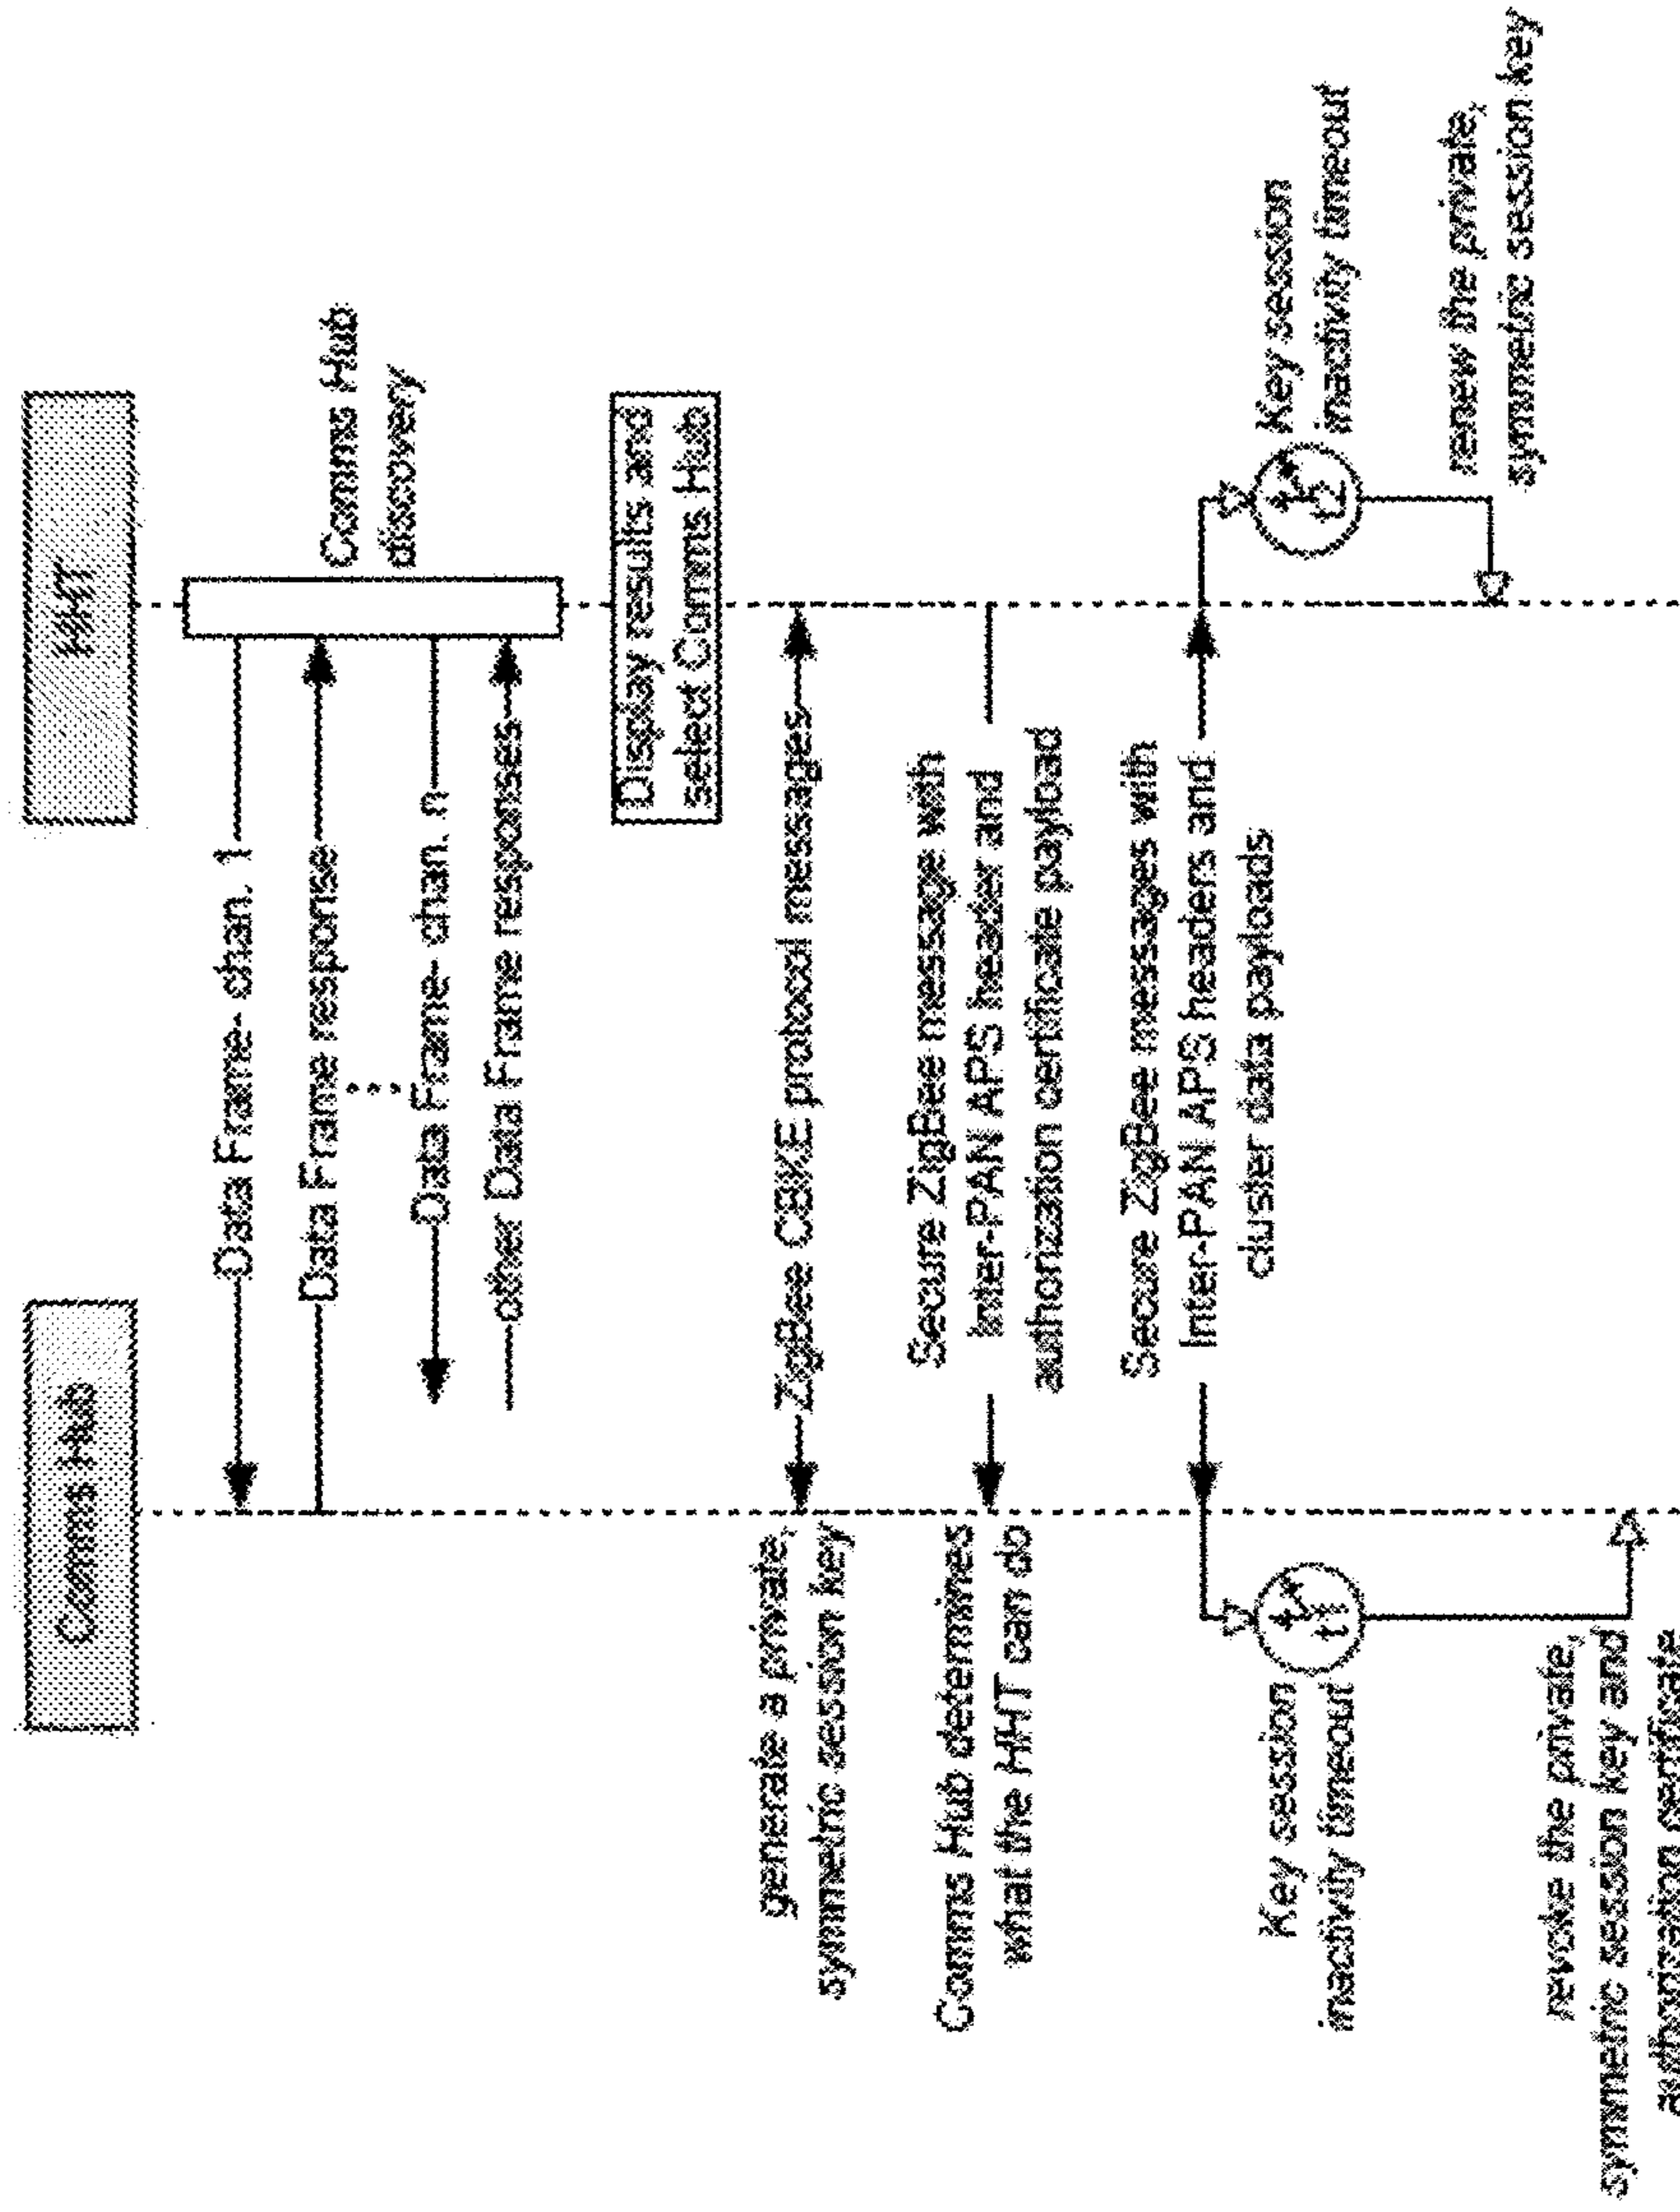 Comms Hub
HHT
Data Frame- chan. 1
Data Frame response
Data Frame- chan. n
other Data Frame responses
Comms Hub
discovery
Display results and
select Comms Hub
ZigBee CBKE protocol messages
generate a private,
symmetric session key
Secure ZigBee message with
Inter-PAN APS header and
authorization certificate payload
Comms Hub determines
what the HHT can do
Secure ZigBee messages with
Inter-PAN APS headers and
cluster data payloads
Key session
inactivity timeout
t1
t2
Key session
inactivity timeout
renew the private,
symmetric session key
revoke the private,
symmetric session key and
authorisation certificate